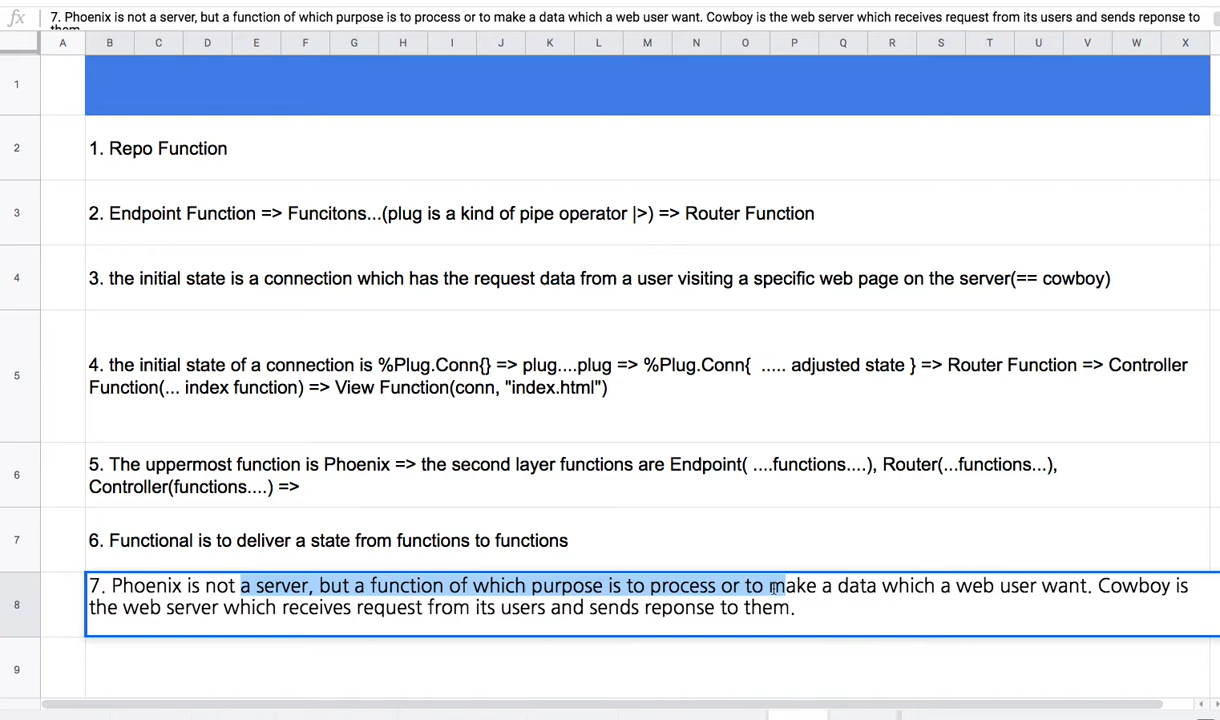 7. Phoenix is not a server, but a function of which purpose is to process or to make a data which a web user want. Cowboy is the web server which receives request from its users and sends reponse to
them
A B C D E F G H I J K L M N O P Q R S T U V W X
1
2 1. Repo Function
3 2. Endpoint Function => Funcitons...(plug is a kind of pipe operator |>) => Router Function
4 3. the initial state is a connection which has the request data from a user visiting a specific web page on the server(== cowboy)
5 4. the initial state of a connection is %Plug.Conn{} => plug....plug => %Plug.Conn{ ..... adjusted state } => Router Function => Controller
Function(... index function) => View Function(conn, "index.html")
6 5. The uppermost function is Phoenix => the second layer functions are Endpoint( ....functions....), Router(...functions...),
Controller(functions....) =>
7 6. Functional is to deliver a state from functions to functions
8 7. Phoenix is not a server, but a function of which purpose is to process or to make a data which a web user want. Cowboy is
the web server which receives request from its users and sends reponse to them.
9